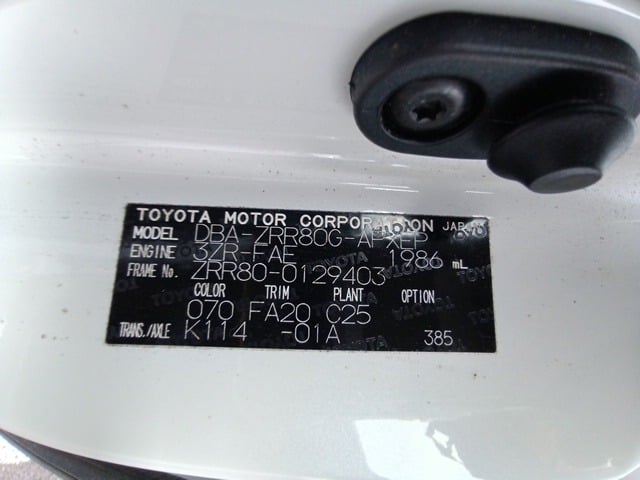 TOYOTA MOTOR CORPORATION JAPAN
MODEL DBA-ZRR80G-APXEP
ENGINE 3ZR-FAE 1986 mL
FRAME NO. ZRR80-0129403
COLOR TRIM PLANT OPTION
070 FA20 C25
TRANS./AXLE K114 -01A 385